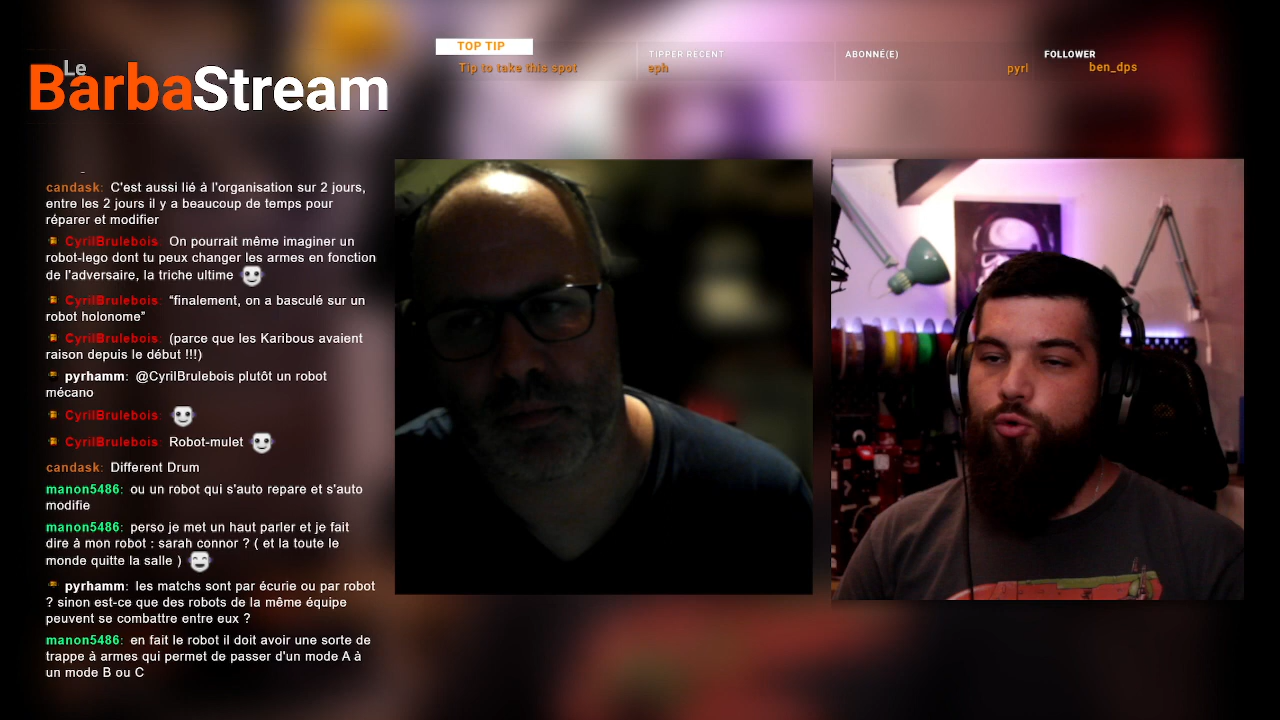 Le
BarbaStream
TOP TIP
Tip to take this spot
TIPPER RECENT
eph
ABONNÉ(E)
pyrl
FOLLOWER
ben_dps
candask: C'est aussi lié à l'organisation sur 2 jours,
entre les 2 jours il y a beaucoup de temps pour
réparer et modifier
CyrilBrulebois: On pourrait même imaginer un
robot-lego dont tu peux changer les armes en fonction
de l'adversaire, la triche ultime
CyrilBrulebois: “finalement, on a basculé sur un
robot holonome”
CyrilBrulebois: (parce que les Karibous avaient
raison depuis le début !!!)
pyrhamm: @CyrilBrulebois plutôt un robot
mécano
CyrilBrulebois:
CyrilBrulebois: Robot-mulet
candask: Different Drum
manon5486: ou un robot qui s'auto repare et s'auto
modifie
manon5486: perso je met un haut parler et je fait
dire à mon robot : sarah connor ? ( et la toute le
monde quitte la salle )
pyrhamm: les matchs sont par écurie ou par robot
? sinon est-ce que des robots de la même équipe
peuvent se combattre entre eux ?
manon5486: en fait le robot il doit avoir une sorte de
trappe à armes qui permet de passer d'un mode A à
un mode B ou C